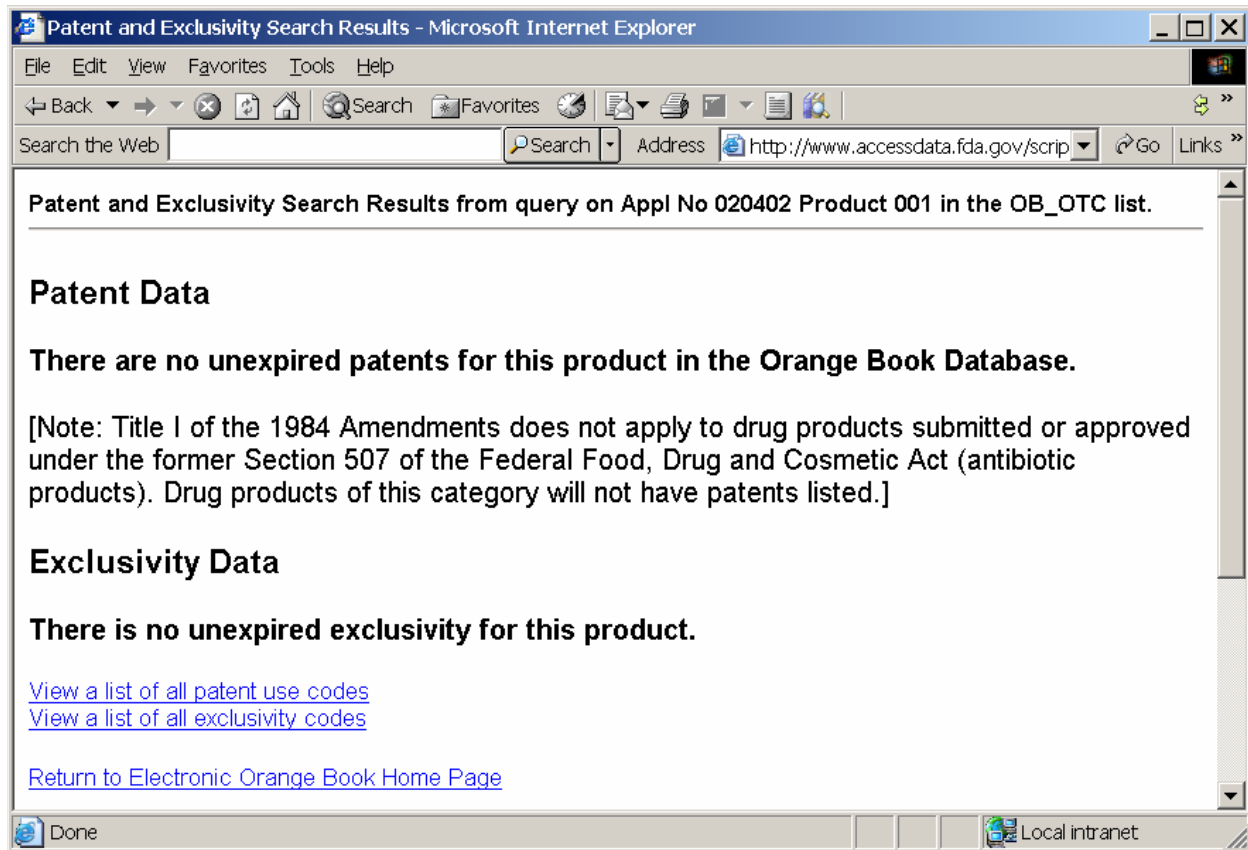 Patent and Exclusivity Search Results - Microsoft Internet Explorer
File Edit View Favorites Tools Help
Back Search Favorites »
Search the Web Search Address http://www.accessdata.fda.gov/scrip Go Links »
Patent and Exclusivity Search Results from query on Appl No 020402 Product 001 in the OB_OTC list.
Patent Data
There are no unexpired patents for this product in the Orange Book Database.
[Note: Title I of the 1984 Amendments does not apply to drug products submitted or approved
under the former Section 507 of the Federal Food, Drug and Cosmetic Act (antibiotic
products). Drug products of this category will not have patents listed.]
Exclusivity Data
There is no unexpired exclusivity for this product.
View a list of all patent use codes
View a list of all exclusivity codes
Return to Electronic Orange Book Home Page
Done Local intranet